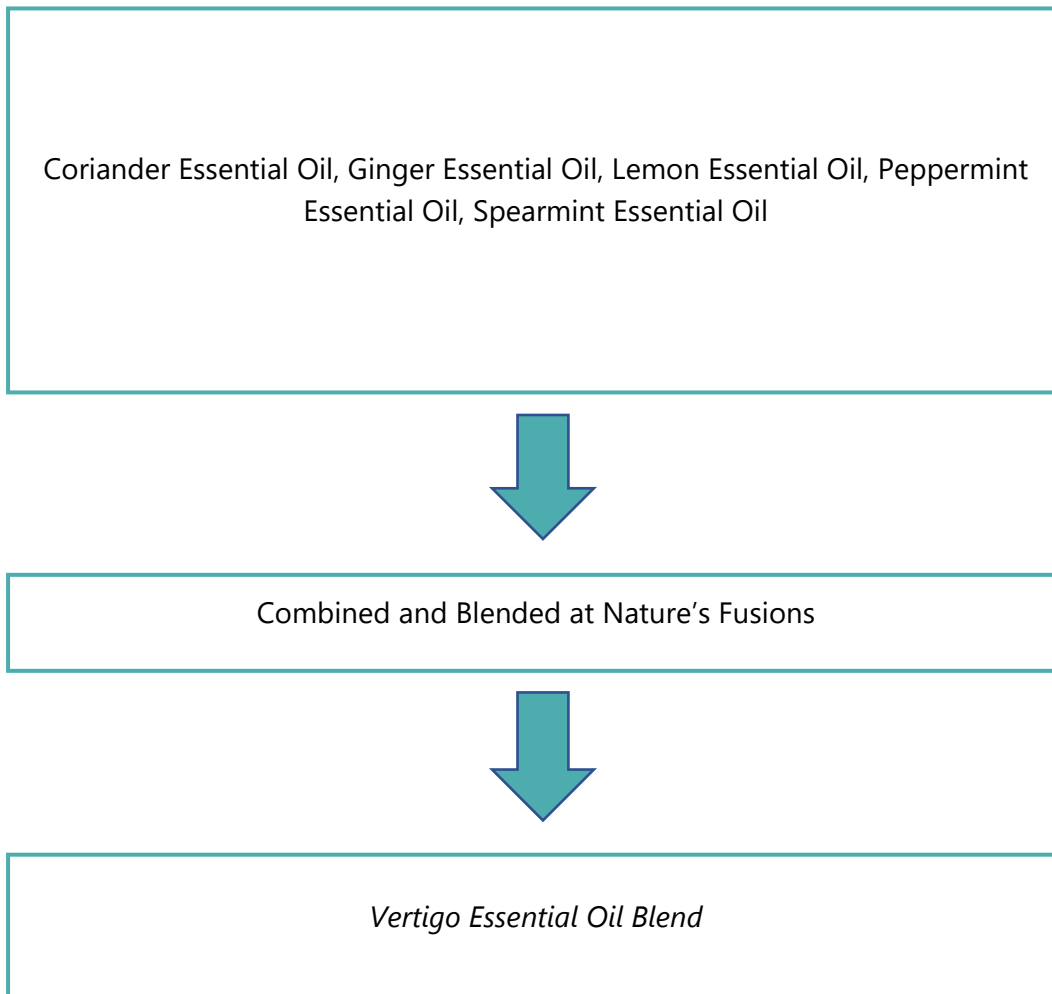 Coriander Essential Oil, Ginger Essential Oil, Lemon Essential Oil, Peppermint
Essential Oil, Spearmint Essential Oil
Combined and Blended at Nature’s Fusions
Vertigo Essential Oil Blend